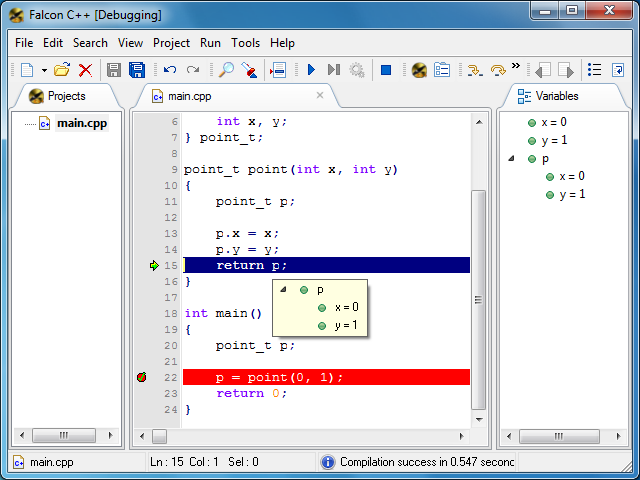 Falcon C++ [Debugging]
File Edit Search View Project Run Tools Help
Projects
main.cpp
Variables
main.cpp
6 int x, y;
7 } point_t;
8
9 point_t point(int x, int y)
10 {
11 point_t p;
12
13 p.x = x;
14 p.y = y;
15 return p;
16 }
17
18 int main()
19 {
20 point_t p;
21
22 p = point(0, 1);
23 return 0;
24 }
p
x = 0
y = 1
x = 0
y = 1
p
x = 0
y = 1
main.cpp
Ln : 15 Col : 1 Sel : 0
Compilation success in 0.547 second